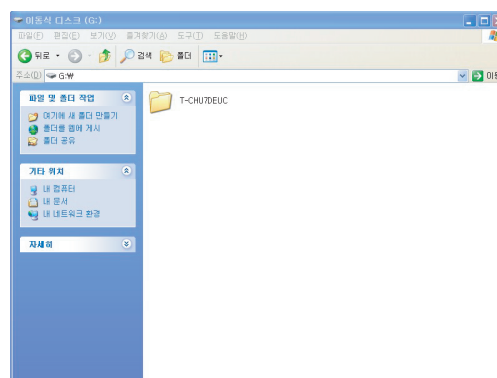 이동식 디스크 (G:)
파일(F) 편집(E) 보기(V) 즐겨찾기(A) 도구(T) 도움말(H)
뒤로 검색 폴더
주소(D) G:₩
파일 및 폴더 작업
여기에 새 폴더 만들기
폴더를 웹에 게시
폴더 공유
기타 위치
내 컴퓨터
내 문서
내 네트워크 환경
자세히
T-CHU7DEUC